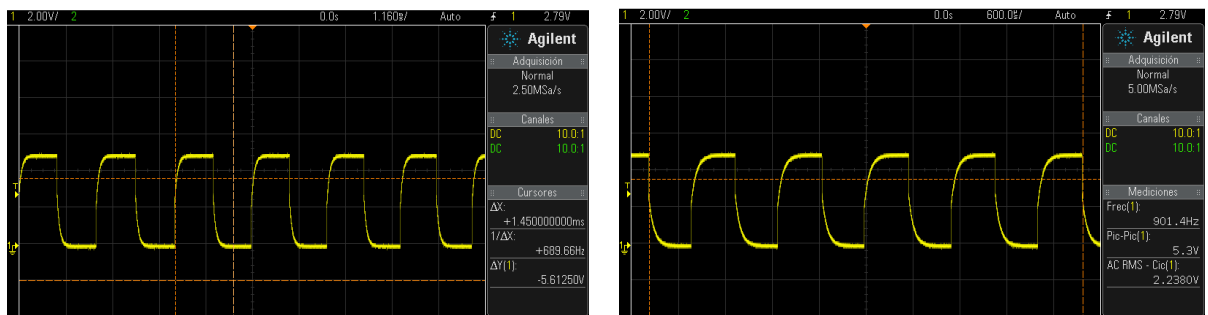 1 2.00V/ 2 0.0s 1.160㎳/ Auto 1 2.79V
Agilent
Adquisición
Normal
2.50MSa/s
Canales
DC 10.0:1
DC 10.0:1
Cursores
ΔX:
+1.450000000ms
1/ΔX:
+689.66Hz
ΔY(1):
-5.61250V
T
1
1 2.00V/ 2 0.0s 600.0㎲/ Auto 1 2.79V
Agilent
Adquisición
Normal
5.00MSa/s
Canales
DC 10.0:1
DC 10.0:1
Mediciones
Frec(1):
901.4Hz
Pic-Pic(1):
5.3V
AC RMS - Cic(1):
2.2380V
T
1